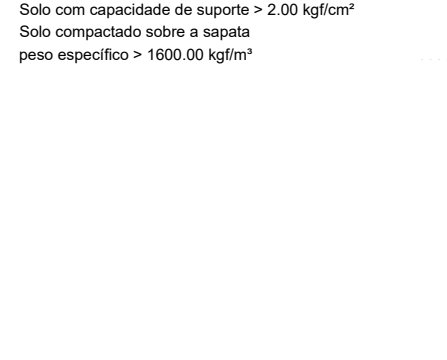 Solo com capacidade de suporte > 2.00 kgf/cm²
Solo compactado sobre a sapata
peso específico > 1600.00 kgf/m³